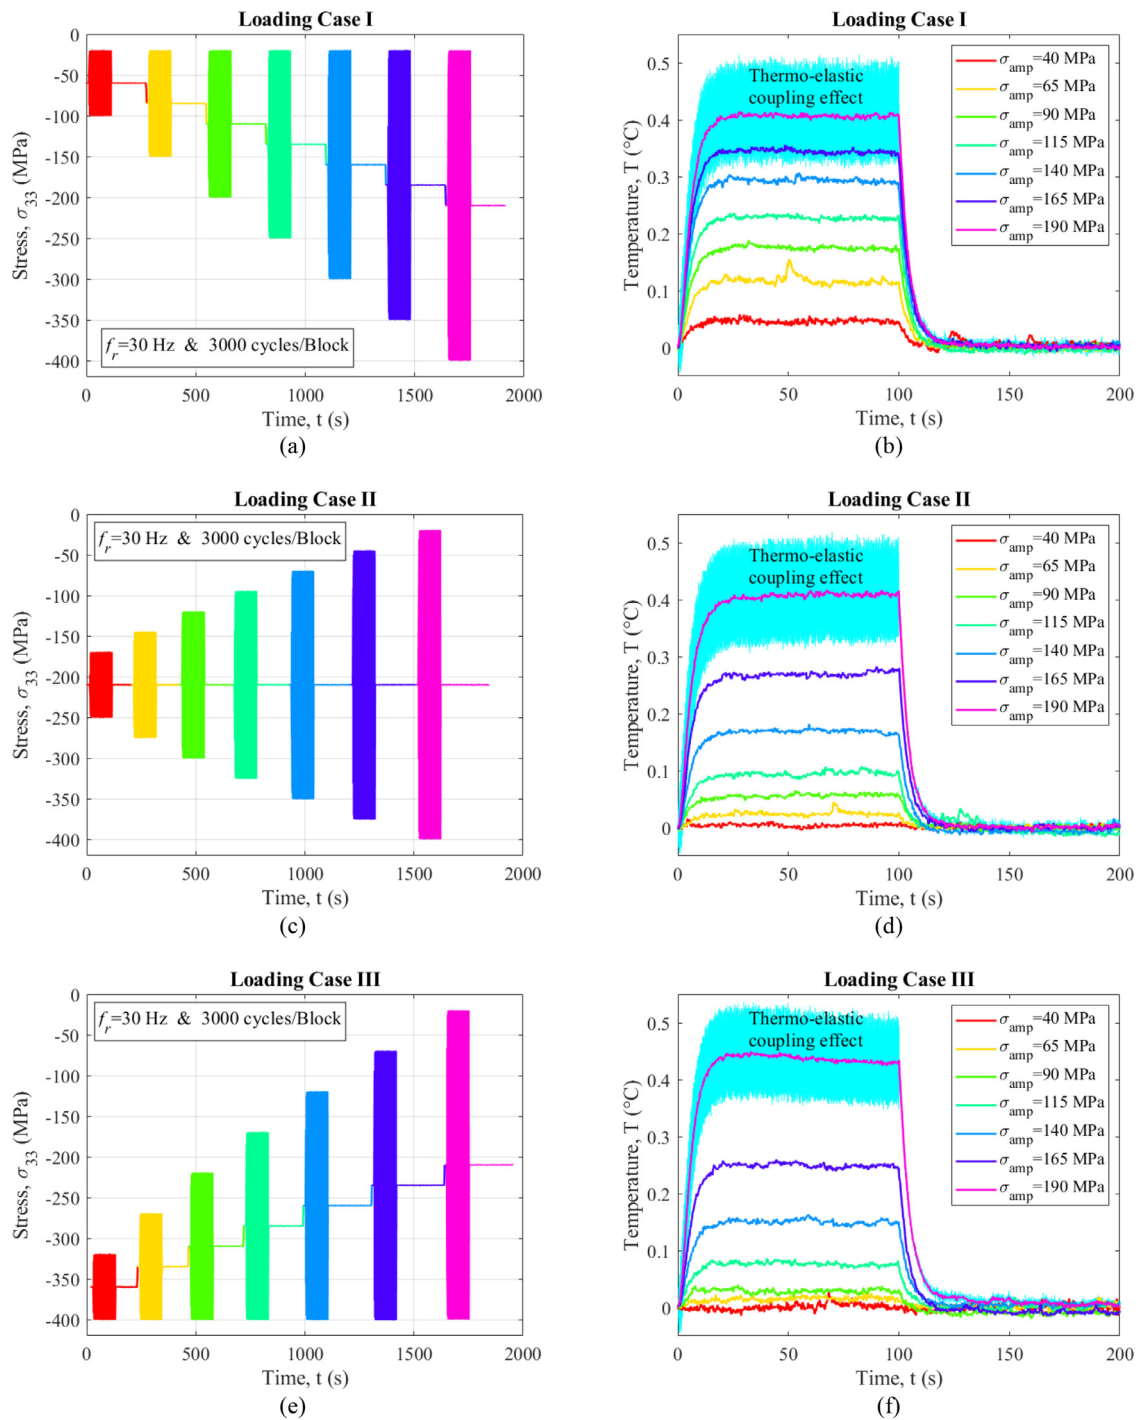 Loading Case I
0
-50
-100
-150
-200
-250
-300
-350
-400
Stress, σ33 (MPa)
fr=30 Hz & 3000 cycles/Block
0
500
1000
1500
2000
Time, t (s)
(a)
Loading Case I
0.5
0.4
0.3
0.2
0.1
0
Temperature, T (°C)
Thermo-elastic
coupling effect
σamp=40 MPa
σamp=65 MPa
σamp=90 MPa
σamp=115 MPa
σamp=140 MPa
σamp=165 MPa
σamp=190 MPa
0
50
100
150
200
Time, t (s)
(b)
Loading Case II
fr=30 Hz & 3000 cycles/Block
0
-50
-100
-150
-200
-250
-300
-350
-400
Stress, σ33 (MPa)
0
500
1000
1500
2000
Time, t (s)
(c)
Loading Case II
0.5
0.4
0.3
0.2
0.1
0
Temperature, T (°C)
Thermo-elastic
coupling effect
σamp=40 MPa
σamp=65 MPa
σamp=90 MPa
σamp=115 MPa
σamp=140 MPa
σamp=165 MPa
σamp=190 MPa
0
50
100
150
200
Time, t (s)
(d)
Loading Case III
fr=30 Hz & 3000 cycles/Block
0
-50
-100
-150
-200
-250
-300
-350
-400
Stress, σ33 (MPa)
0
500
1000
1500
2000
Time, t (s)
(e)
Loading Case III
0.5
0.4
0.3
0.2
0.1
0
Temperature, T (°C)
Thermo-elastic
coupling effect
σamp=40 MPa
σamp=65 MPa
σamp=90 MPa
σamp=115 MPa
σamp=140 MPa
σamp=165 MPa
σamp=190 MPa
0
50
100
150
200
Time, t (s)
(f)